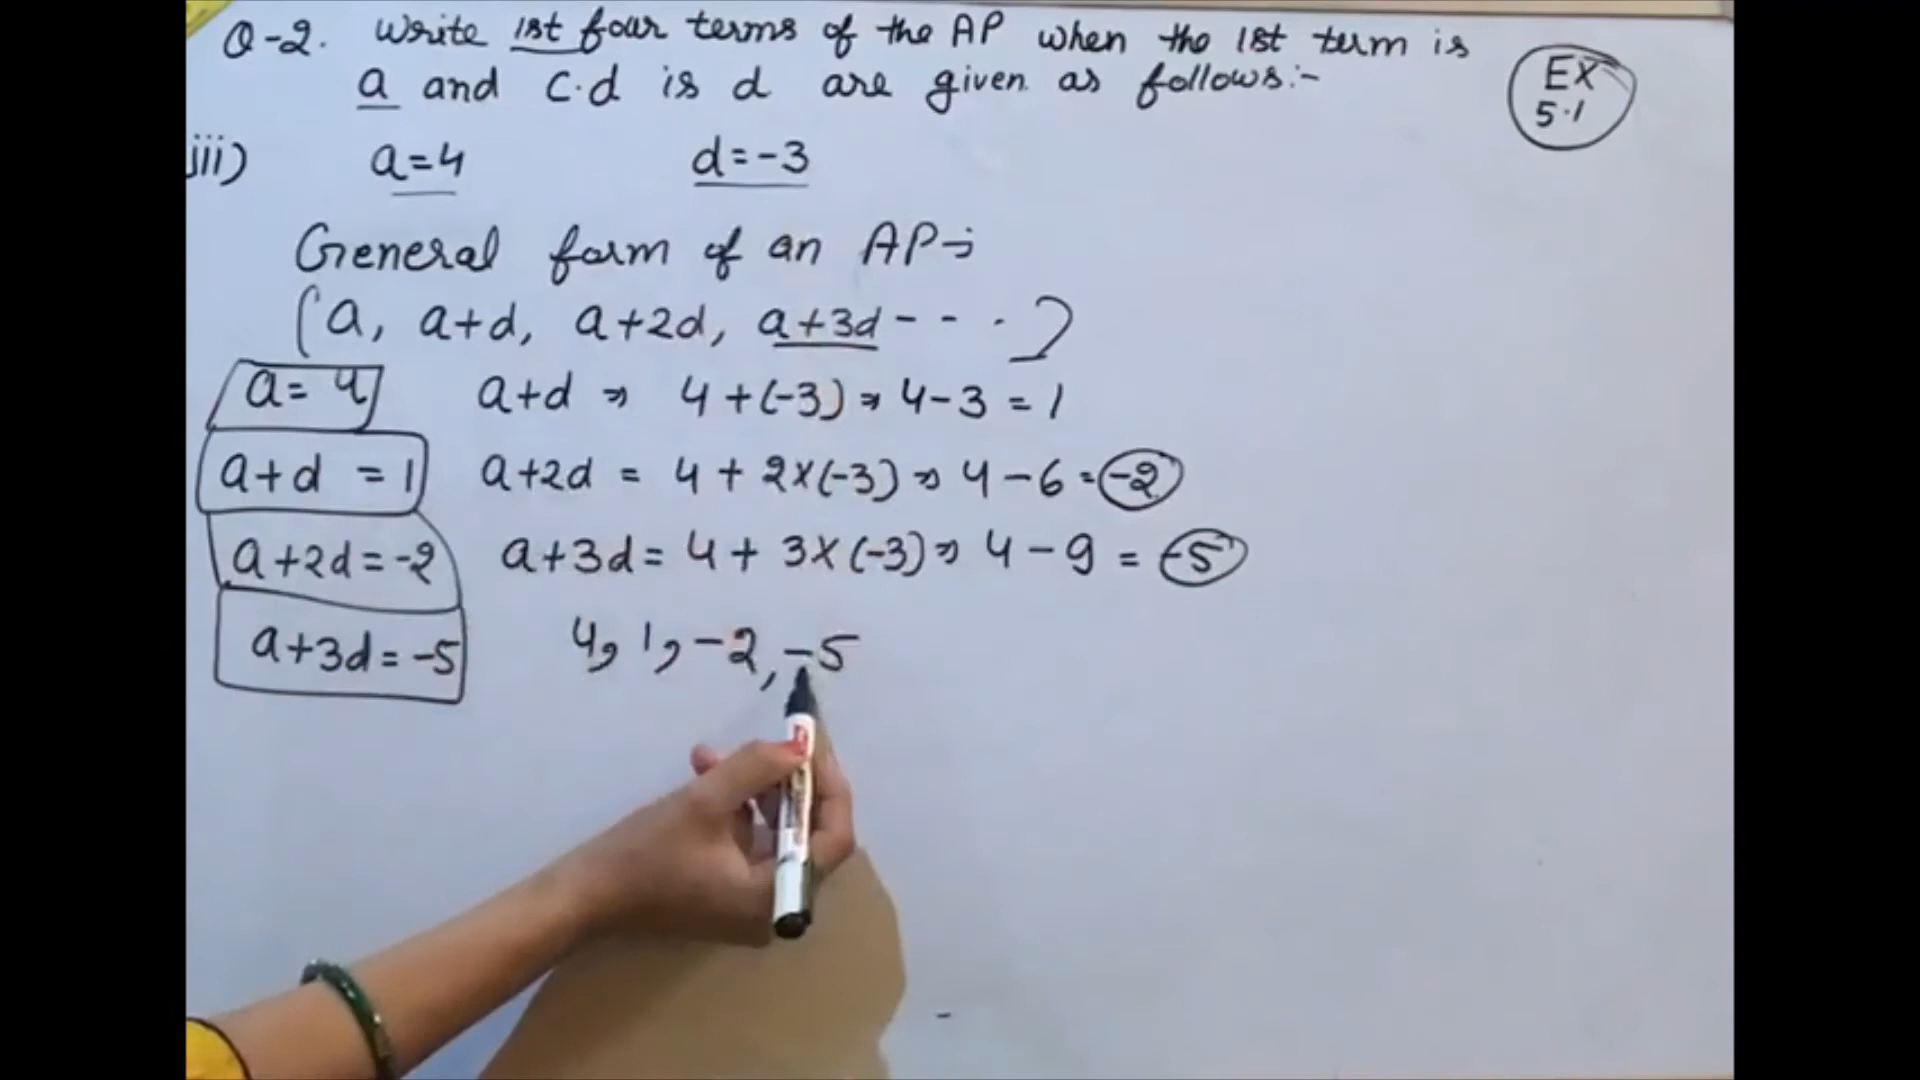 Q-2. Write 1st four terms of the AP when the 1st term is
a and C.d is d are given as follows:-
EX
5.1
iii) a=4 d=-3
General form of an AP-;
(a, a+d, a+2d, a+3d - - .)
a= 4 a+d ⇒ 4+(-3) ⇒ 4-3 = 1
a+d = 1 a+2d = 4 + 2x(-3) ⇒ 4-6 = -2
a+2d=-2 a+3d= 4+ 3x(-3) ⇒ 4-9 = -5
a+3d=-5 4, 1, -2, -5